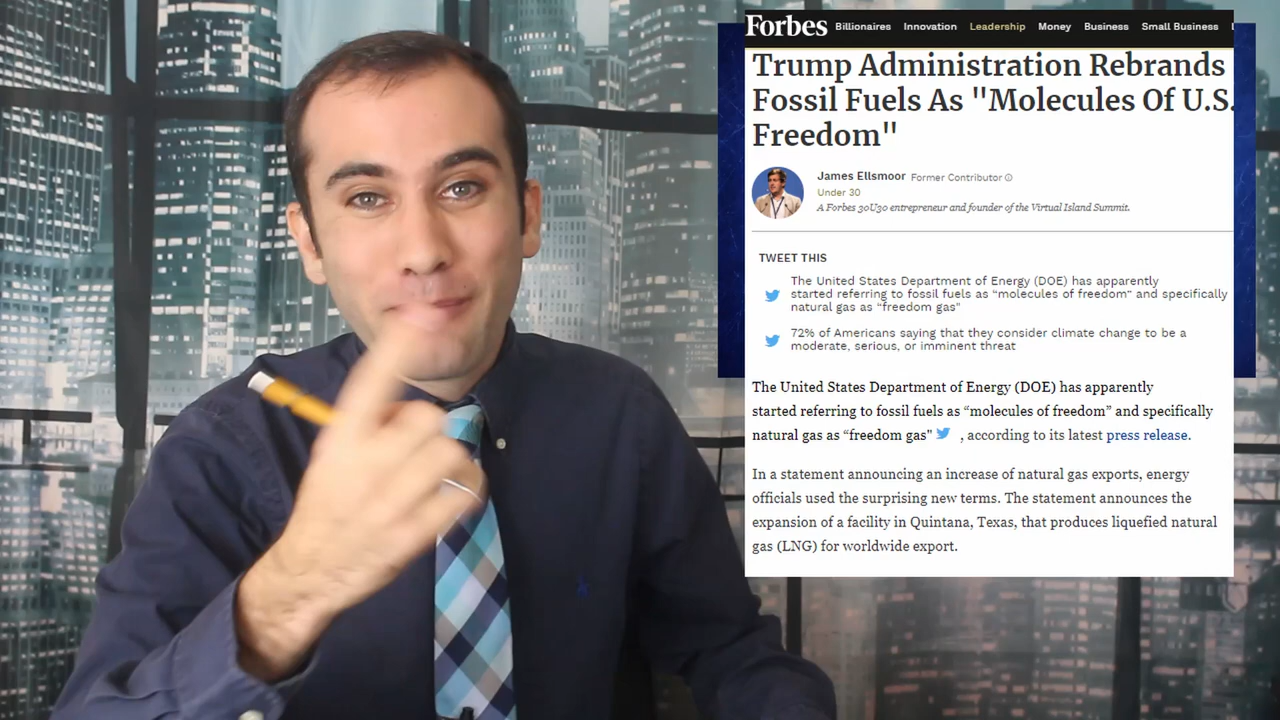 Forbes Billionaires Innovation Leadership Money Business Small Business
Trump Administration Rebrands
Fossil Fuels As "Molecules Of U.S.
Freedom"
James Ellsmoor Former Contributor
Under 30
A Forbes 30U30 entrepreneur and founder of the Virtual Island Summit.
TWEET THIS
The United States Department of Energy (DOE) has apparently
started referring to fossil fuels as “molecules of freedom” and specifically
natural gas as “freedom gas”
72% of Americans saying that they consider climate change to be a
moderate, serious, or imminent threat
The United States Department of Energy (DOE) has apparently
started referring to fossil fuels as “molecules of freedom” and specifically
natural gas as “freedom gas" , according to its latest press release.
In a statement announcing an increase of natural gas exports, energy
officials used the surprising new terms. The statement announces the
expansion of a facility in Quintana, Texas, that produces liquefied natural
gas (LNG) for worldwide export.